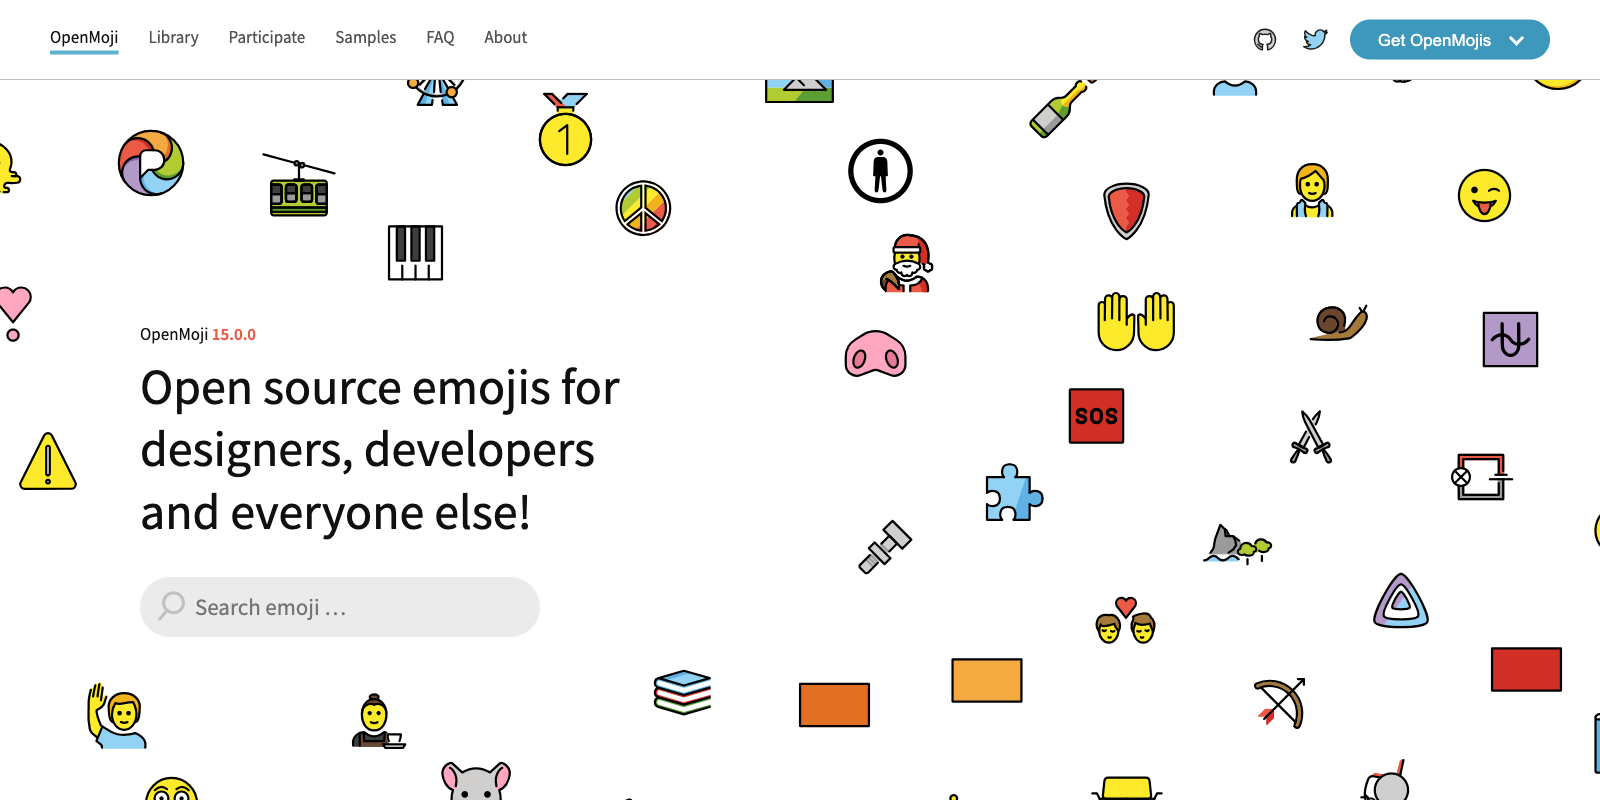 OpenMoji Library Participate Samples FAQ About Get OpenMojis
1
OpenMoji 15.0.0
Open source emojis for
designers, developers
and everyone else!
SOS
Search emoji ...